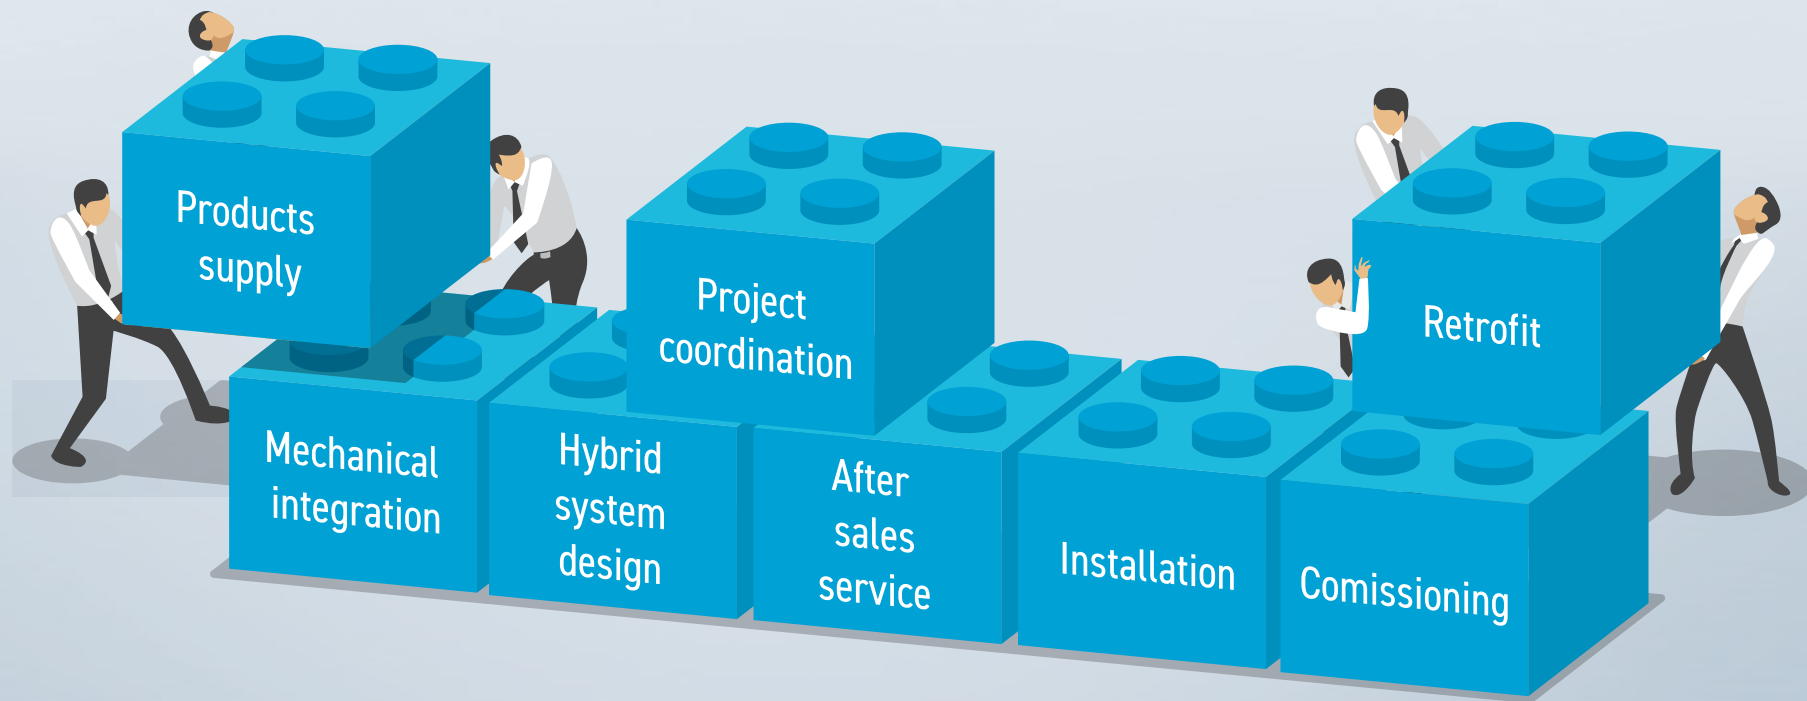 Products
supply
Project
coordination
Retrofit
Mechanical
integration
Hybrid
system
design
After
sales
service
Installation
Comissioning